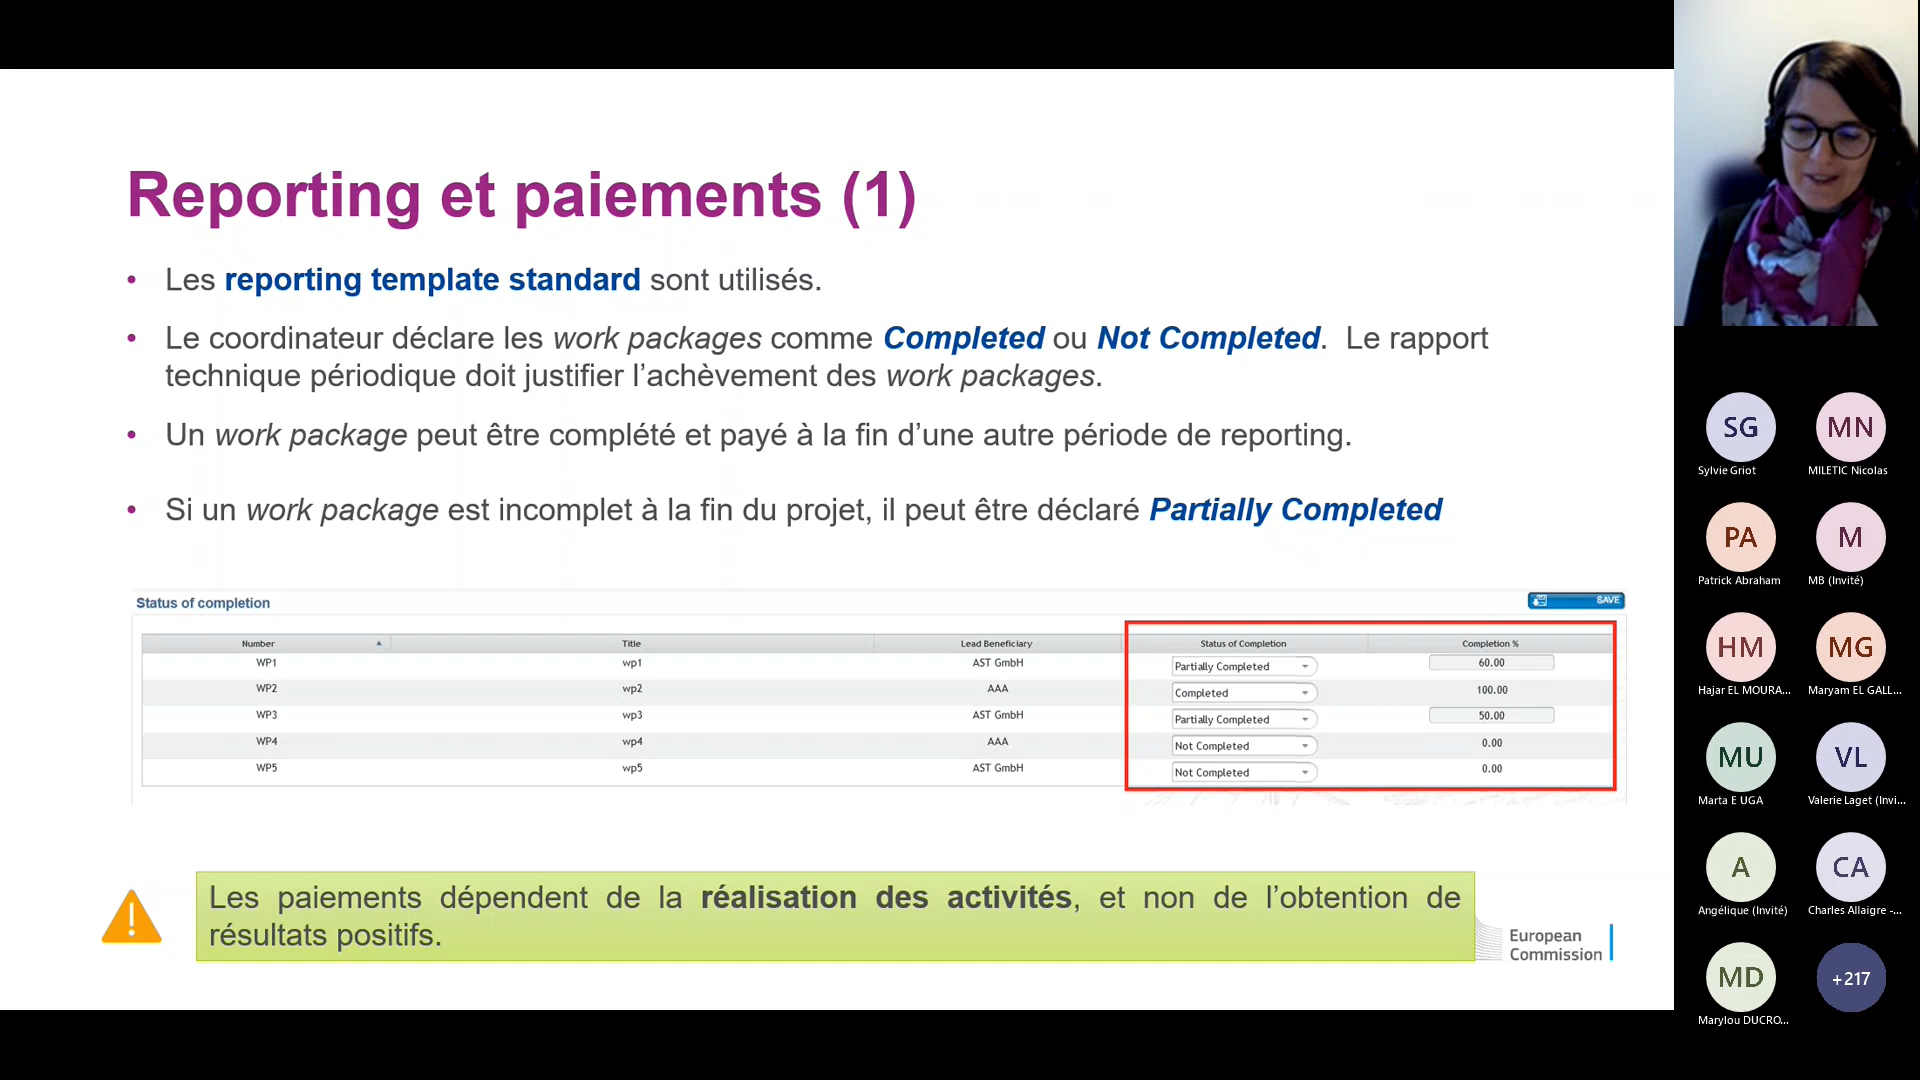 Reporting et paiements (1)
• Les reporting template standard sont utilisés.
• Le coordinateur déclare les work packages comme Completed ou Not Completed. Le rapport
technique périodique doit justifier l’achèvement des work packages.
• Un work package peut être complété et payé à la fin d’une autre période de reporting.
• Si un work package est incomplet à la fin du projet, il peut être déclaré Partially Completed
Status of completion SAVE
Number Title Lead Beneficiary Status of Completion Completion %
WP1 wp1 AST GmbH Partially Completed 60.00
WP2 wp2 AAA Completed 100.00
WP3 wp3 AST GmbH Partially Completed 50.00
WP4 wp4 AAA Not Completed 0.00
WP5 wp5 AST GmbH Not Completed 0.00
Les paiements dépendent de la réalisation des activités, et non de l’obtention de
résultats positifs.
European
Commission
SG MN
Sylvie Griot MILETIC Nicolas
PA M
Patrick Abraham MB (Invité)
HM MG
Hajar EL MOURA... Maryam EL GALL...
MU VL
Marta E UGA Valerie Laget (Invi...
A CA
Angélique (Invité) Charles Allaigre -...
MD +217
Marylou DUCRO...